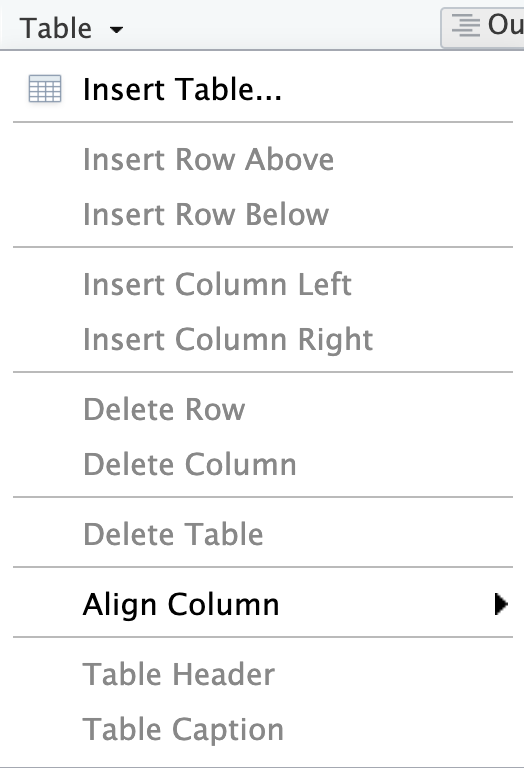 Table
Insert Table...
Insert Row Above
Insert Row Below
Insert Column Left
Insert Column Right
Delete Row
Delete Column
Delete Table
Align Column
Table Header
Table Caption